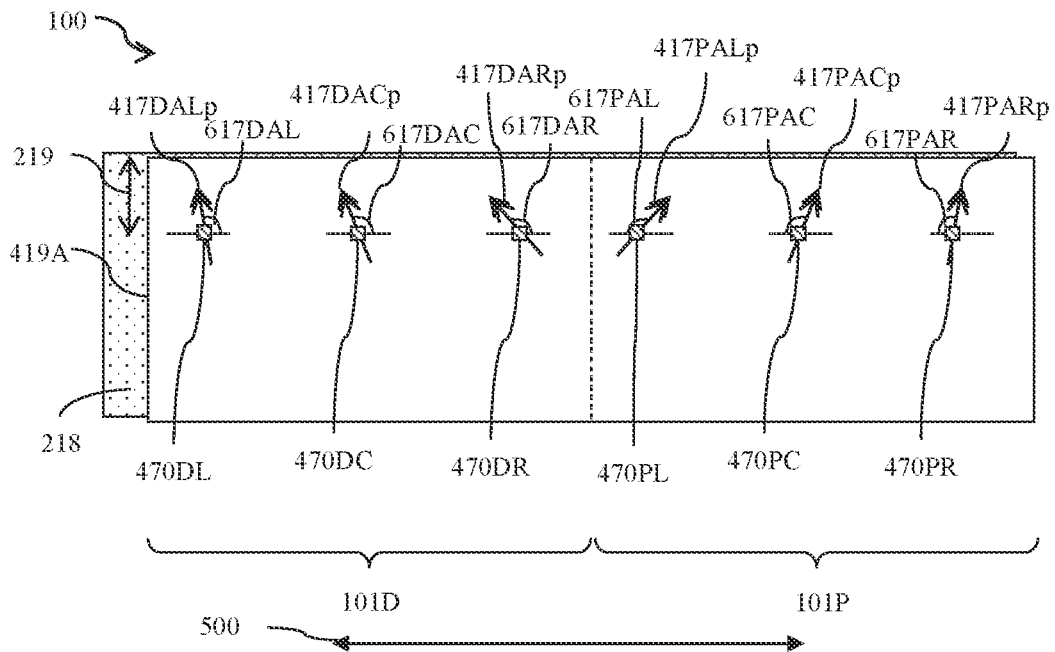 100
417DALp
617DAL
417DACp
617DAC
417DARp
617DAR
617PAL
417PALp
617PAC
417PACp
617PAR
417PARp
219
419A
218
470DL
470DC
470DR
470PL
470PC
470PR
101D
101P
500